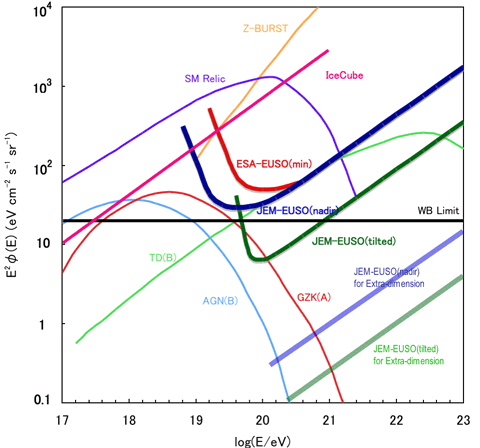 Z-BURST
SM Relic
IceCube
ESA-EUSO(min)
JEM-EUSO(nadir)
WB Limit
JEM-EUSO(tilted)
TD(B)
AGN(B)
GZK(A)
JEM-EUSO(nadir)
for Extra-dimension
JEM-EUSO(tilted)
for Extra-dimension
E² φ(E) (eV cm⁻² s⁻¹ sr⁻¹)
10⁴
10³
10²
10
1
0.1
17 18 19 20 21 22 23
log(E/eV)